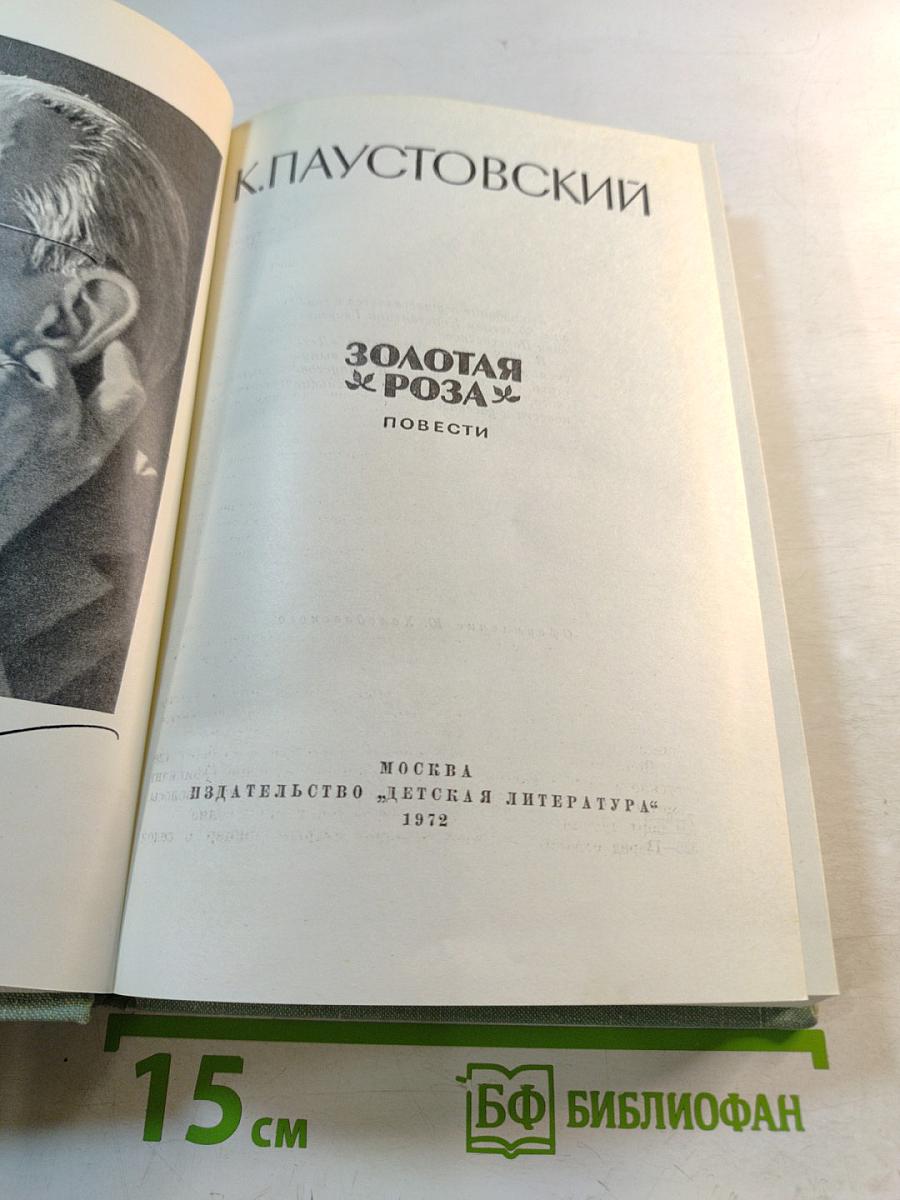 К.ПАУСТОВСКИЙ
ЗОЛОТАЯ
РОЗА
ПОВЕСТИ
МОСКВА
ИЗДАТЕЛЬСТВО „ДЕТСКАЯ ЛИТЕРАТУРА“
1972
15 см
БФ БИБЛИОФАН